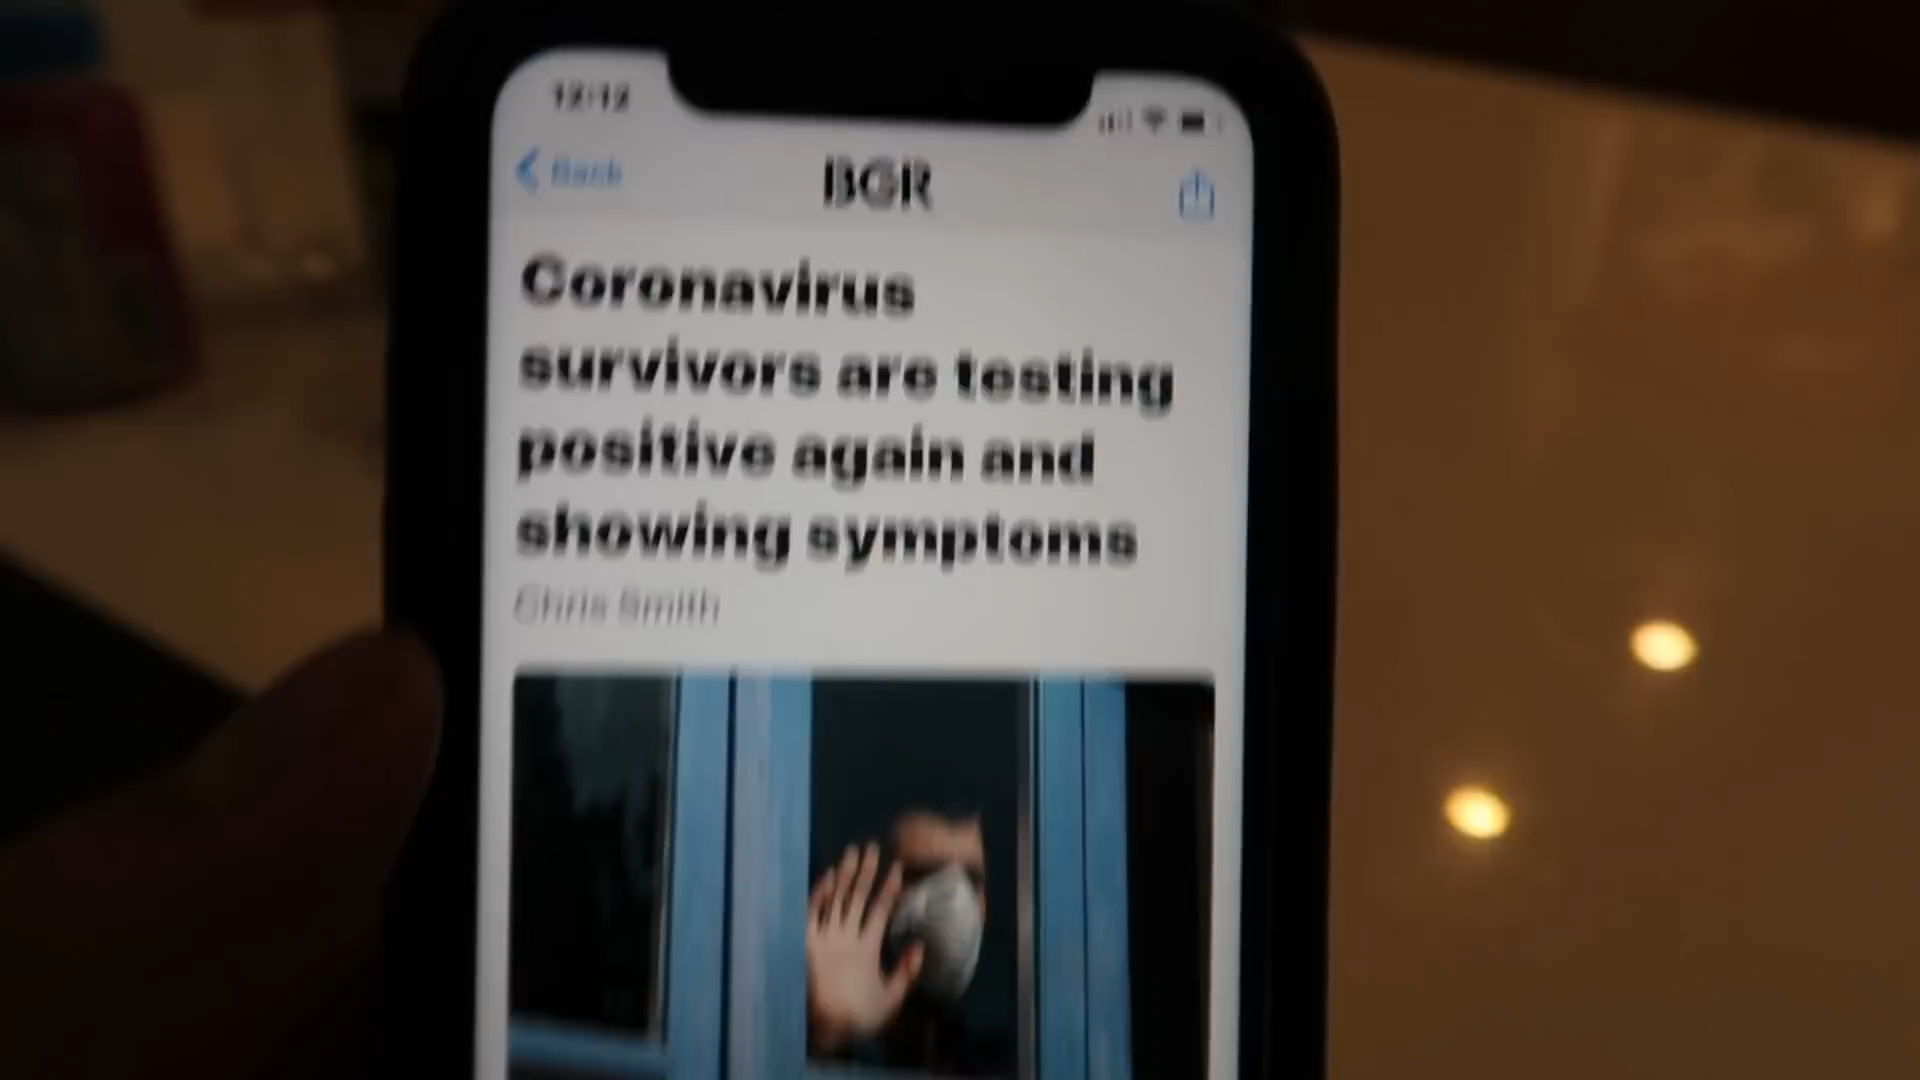 12:12
Back
BGR
Coronavirus
survivors are testing
positive again and
showing symptoms
Chris Smith